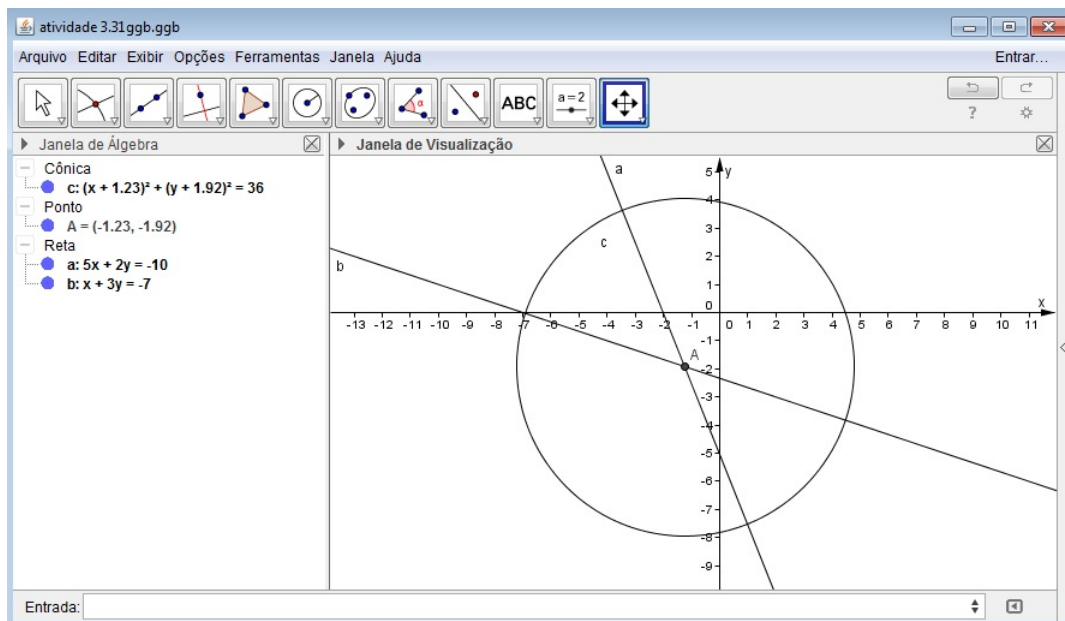 atividade 3.31ggb.ggb
Arquivo Editar Exibir Opções Ferramentas Janela Ajuda Entrar...
ABC a=2
α
?
Janela de Álgebra
Cônica
c: (x + 1.23)² + (y + 1.92)² = 36
Ponto
A = (-1.23, -1.92)
Reta
a: 5x + 2y = -10
b: x + 3y = -7
Janela de Visualização
a
y
5
4
3
c
2
b
1
0
x
-13 -12 -11 -10 -9 -8 -7 -6 -5 -4 -3 -2 -1 0 1 2 3 4 5 6 7 8 9 10 11
-1
A
-2
-3
-4
-5
-6
-7
-8
-9
Entrada: